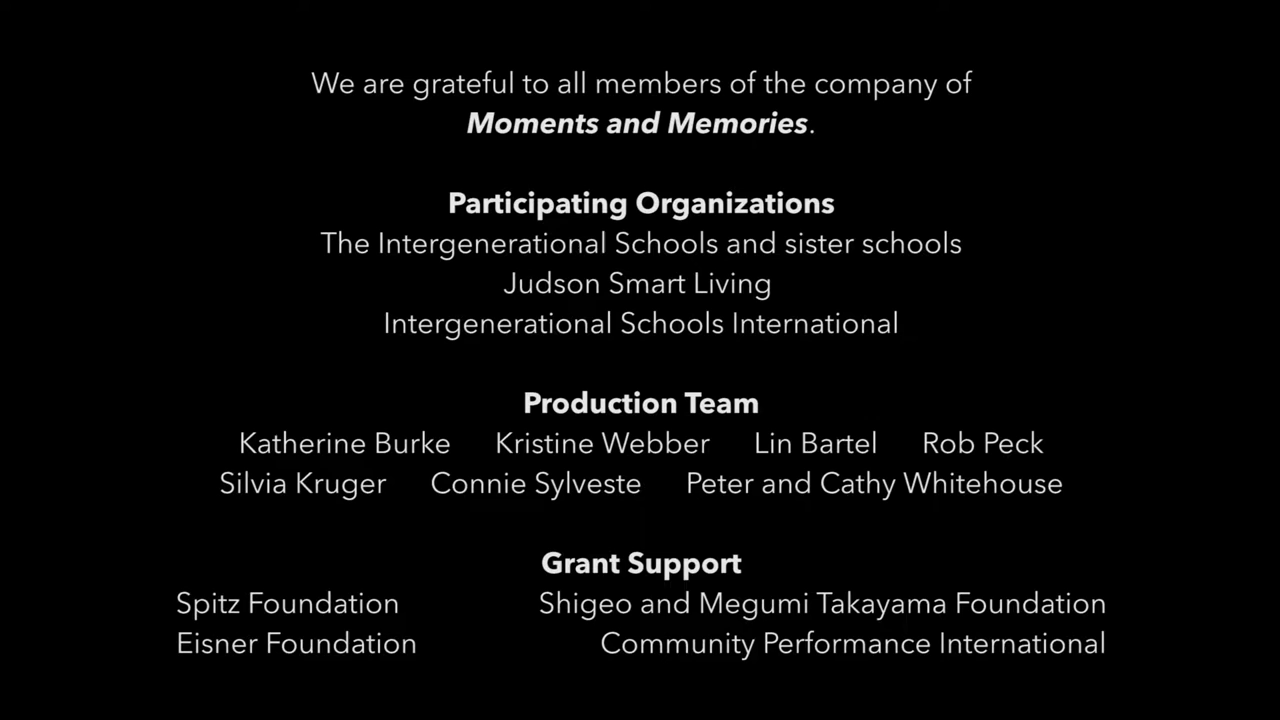 We are grateful to all members of the company of
Moments and Memories.
Participating Organizations
The Intergenerational Schools and sister schools
Judson Smart Living
Intergenerational Schools International
Production Team
Katherine Burke Kristine Webber Lin Bartel Rob Peck
Silvia Kruger Connie Sylveste Peter and Cathy Whitehouse
Grant Support
Spitz Foundation Shigeo and Megumi Takayama Foundation
Eisner Foundation Community Performance International